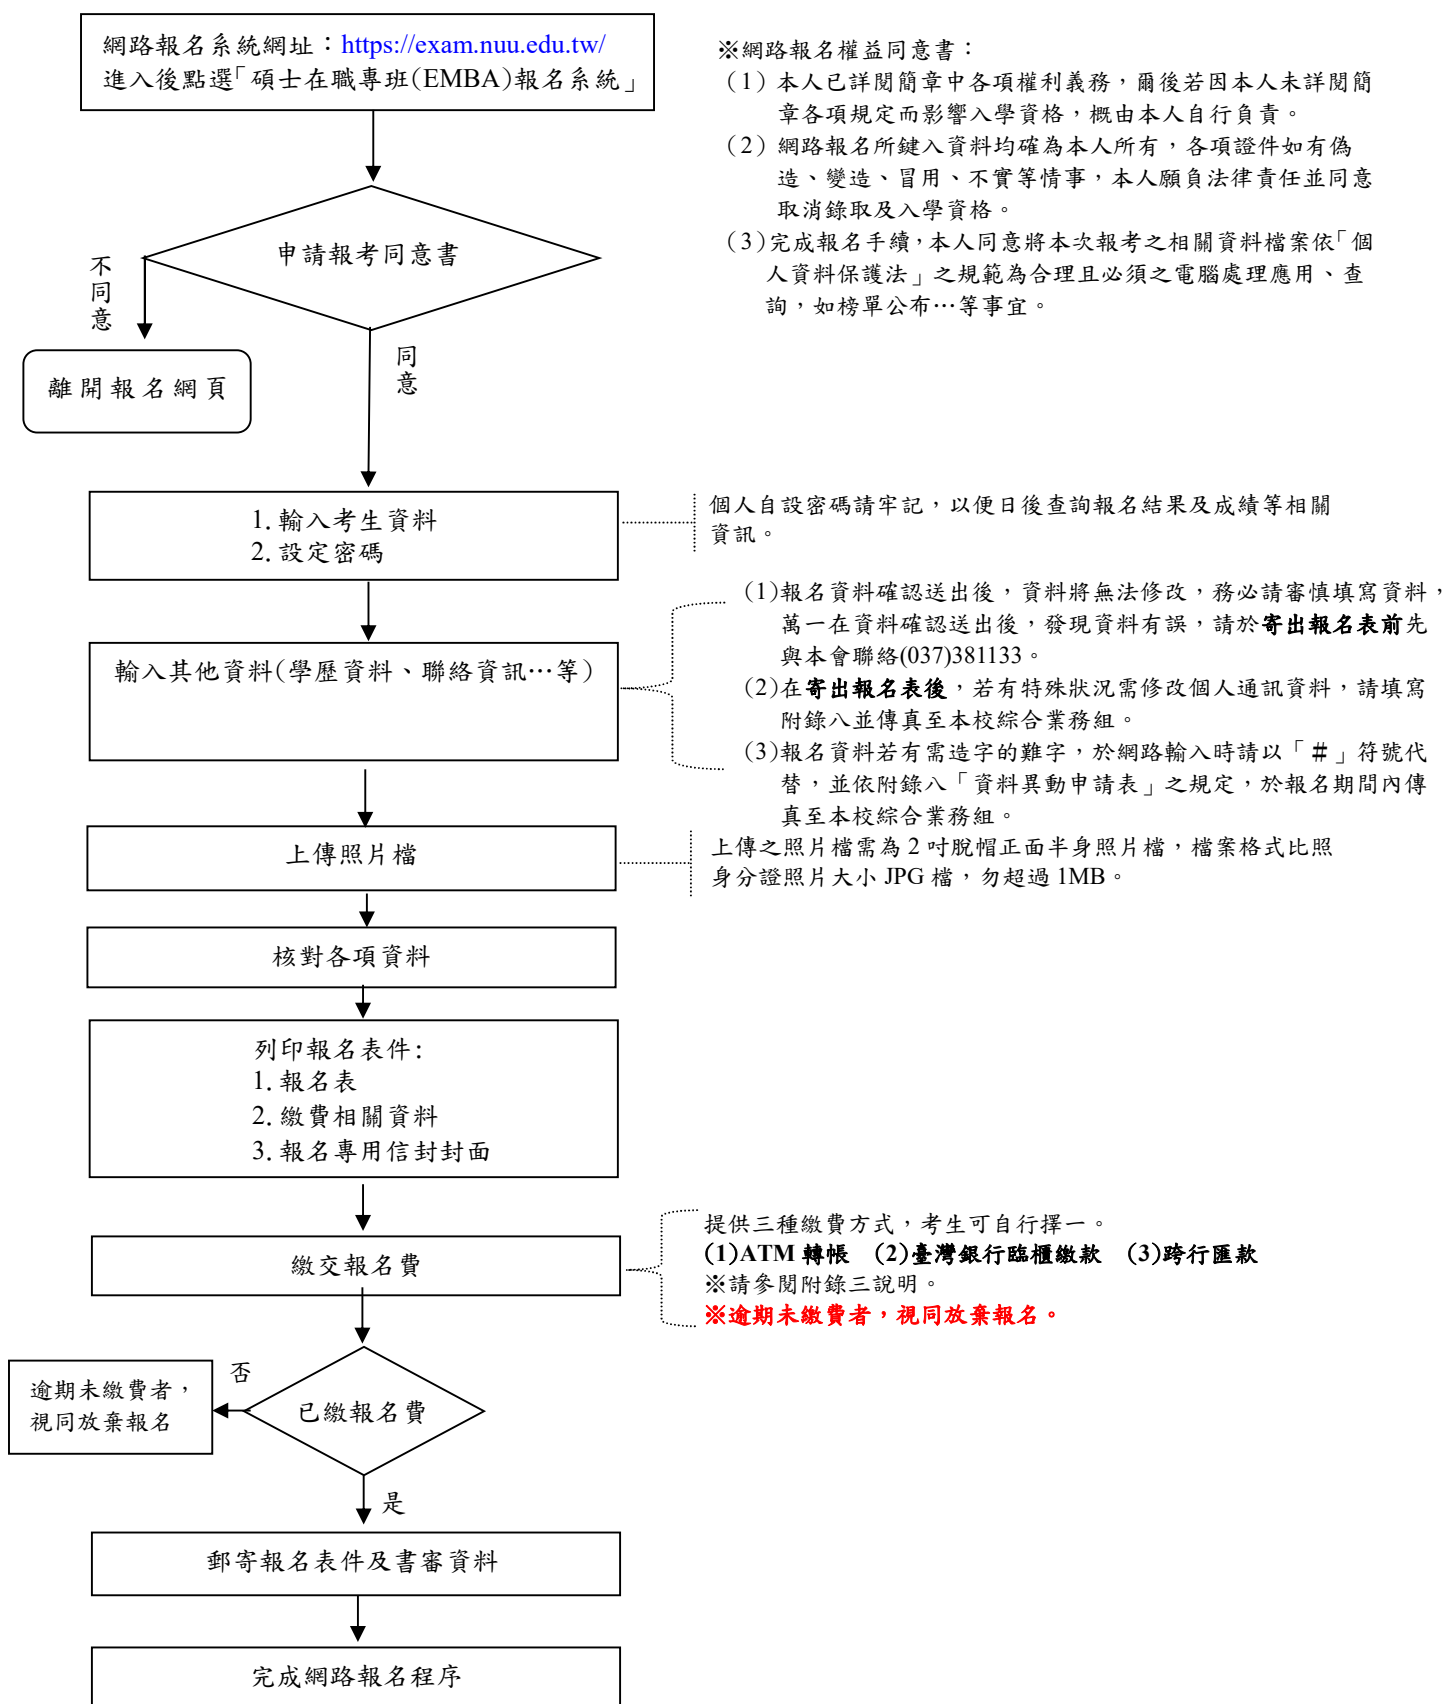 網路報名系統網址：https://exam.nuu.edu.tw/
進入後點選「碩士在職專班(EMBA)報名系統」
※網路報名權益同意書：
（1）本人已詳閱簡章中各項權利義務，爾後若因本人未詳閱簡
章各項規定而影響入學資格，概由本人自行負責。
（2）網路報名所鍵入資料均確為本人所有，各項證件如有偽
造、變造、冒用、不實等情事，本人願負法律責任並同意
取消錄取及入學資格。
（3）完成報名手續，本人同意將本次報考之相關資料檔案依「個
人資料保護法」之規範為合理且必須之電腦處理應用、查
詢，如榜單公布…等事宜。
申請報考同意書
不同意
離開報名網頁
同意
1.輸入考生資料
2.設定密碼
個人自設密碼請牢記，以便日後查詢報名結果及成績等相關
資訊。
輸入其他資料(學歷資料、聯絡資訊…等)
(1)報名資料確認送出後，資料將無法修改，務必請審慎填寫資料，
萬一在資料確認送出後，發現資料有誤，請於寄出報名表前先
與本會聯絡(037)381133。
(2)在寄出報名表後，若有特殊狀況需修改個人通訊資料，請填寫
附錄八並傳真至本校綜合業務組。
(3)報名資料若有需造字的難字，於網路輸入時請以「＃」符號代
替，並依附錄八「資料異動申請表」之規定，於報名期間內傳
真至本校綜合業務組。
上傳照片檔
上傳之照片檔需為 2 吋脫帽正面半身照片檔，檔案格式比照
身分證照片大小 JPG 檔，勿超過 1MB。
核對各項資料
列印報名表件:
1.報名表
2.繳費相關資料
3.報名專用信封封面
繳交報名費
提供三種繳費方式，考生可自行擇一。
(1)ATM 轉帳 (2)臺灣銀行臨櫃繳款 (3)跨行匯款
※請參閱附錄三說明。
※逾期未繳費者，視同放棄報名。
已繳報名費
否
逾期未繳費者，
視同放棄報名
是
郵寄報名表件及書審資料
完成網路報名程序